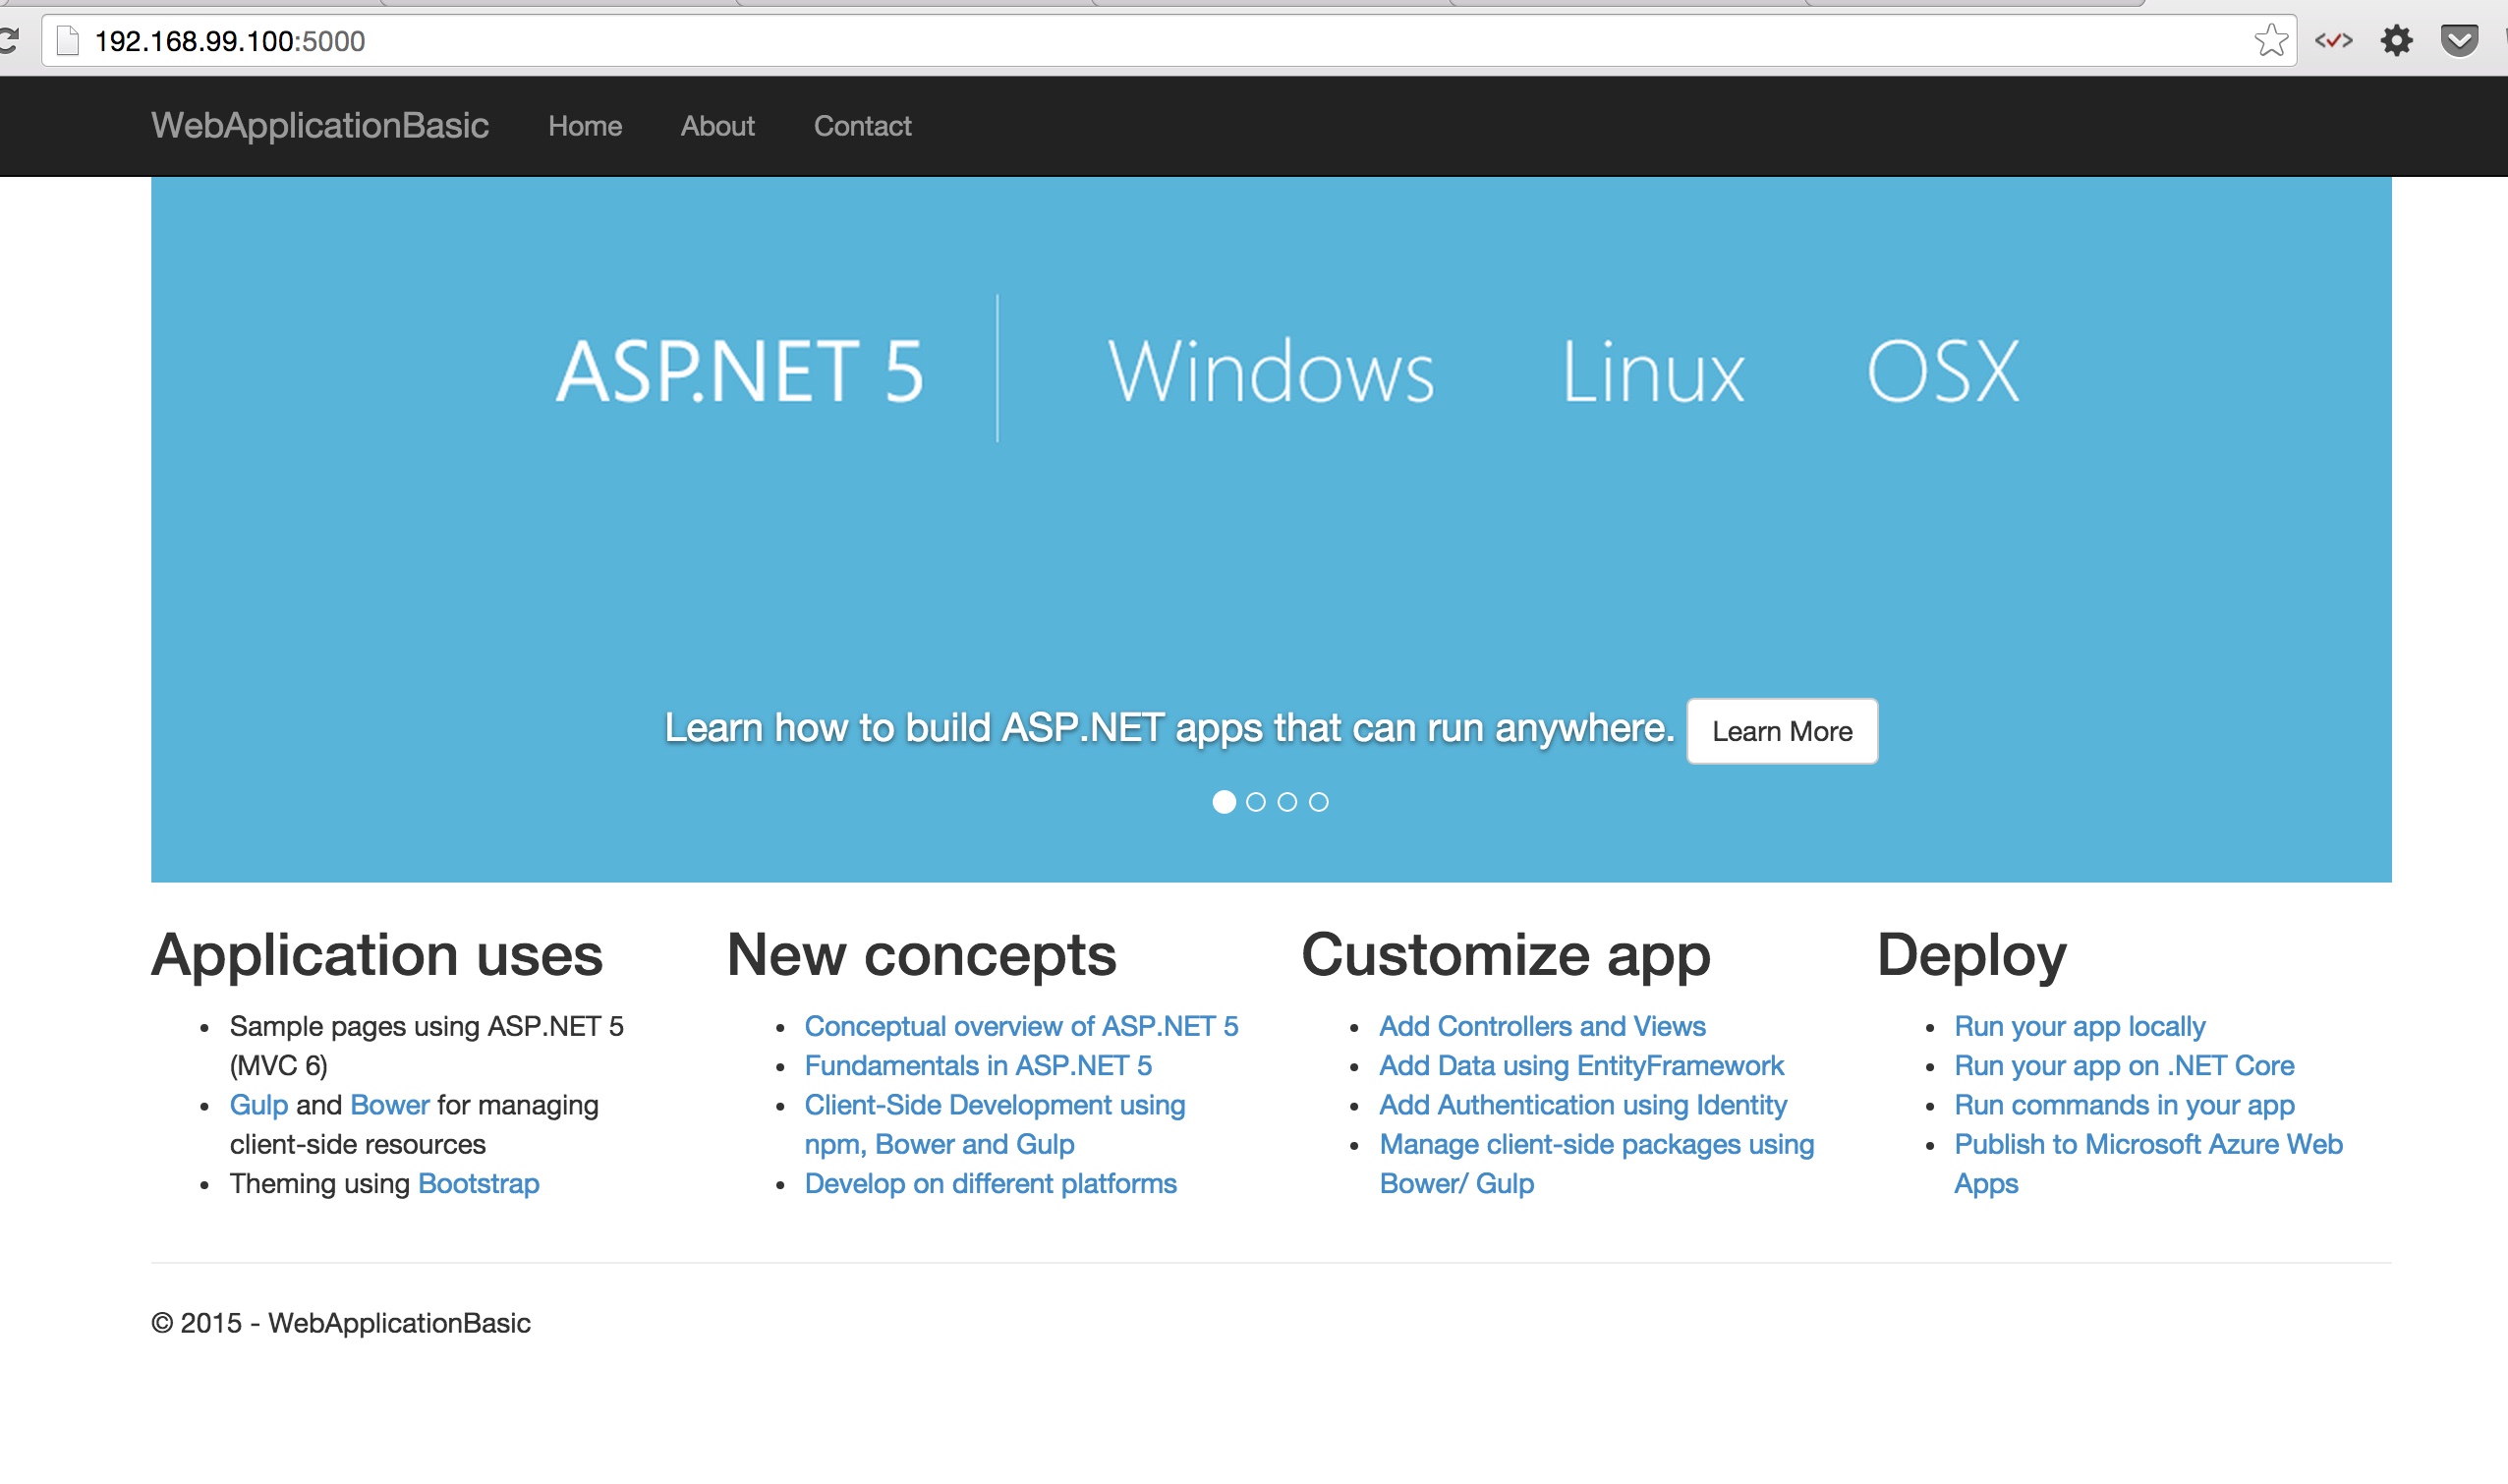 192.168.99.100:5000
WebApplicationBasic Home About Contact
ASP.NET 5 Windows Linux OSX
Learn how to build ASP.NET apps that can run anywhere. Learn More
Application uses
Sample pages using ASP.NET 5
(MVC 6)
Gulp and Bower for managing
client-side resources
Theming using Bootstrap
New concepts
Conceptual overview of ASP.NET 5
Fundamentals in ASP.NET 5
Client-Side Development using
npm, Bower and Gulp
Develop on different platforms
Customize app
Add Controllers and Views
Add Data using EntityFramework
Add Authentication using Identity
Manage client-side packages using
Bower/ Gulp
Deploy
Run your app locally
Run your app on .NET Core
Run commands in your app
Publish to Microsoft Azure Web
Apps
© 2015 - WebApplicationBasic